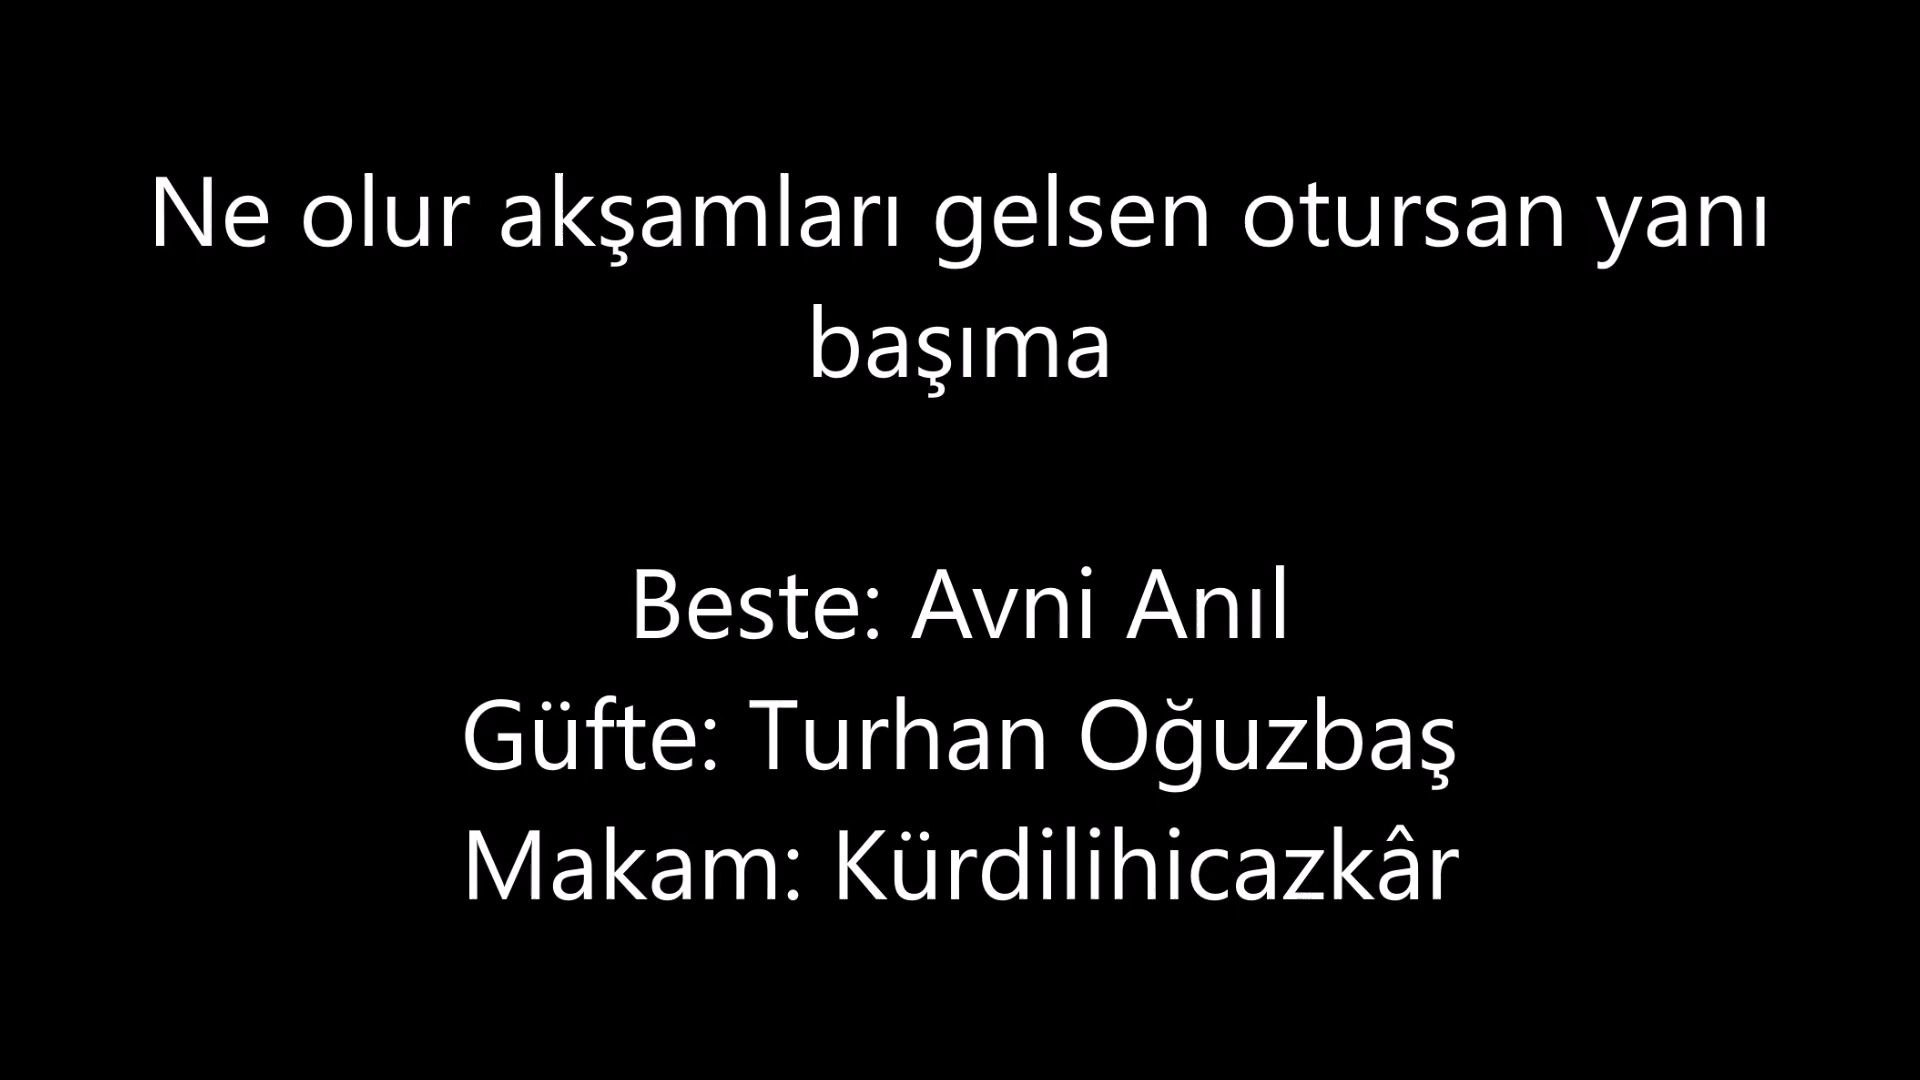 Ne olur akşamları gelsen otursan yanı
başıma
Beste: Avni Anıl
Güfte: Turhan Oğuzbaş
Makam: Kürdilihicazkâr